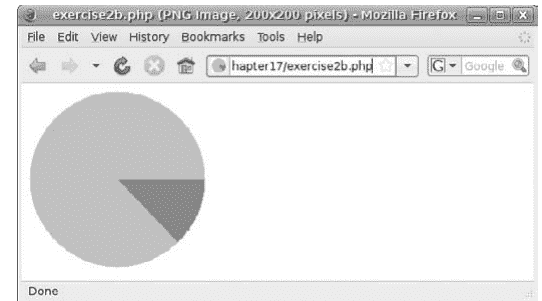 exercise2b.php (PNG Image, 200x200 pixels) - Mozilla Firefox
File Edit View History Bookmarks Tools Help
hapter17/exercise2b.php G Google
Done